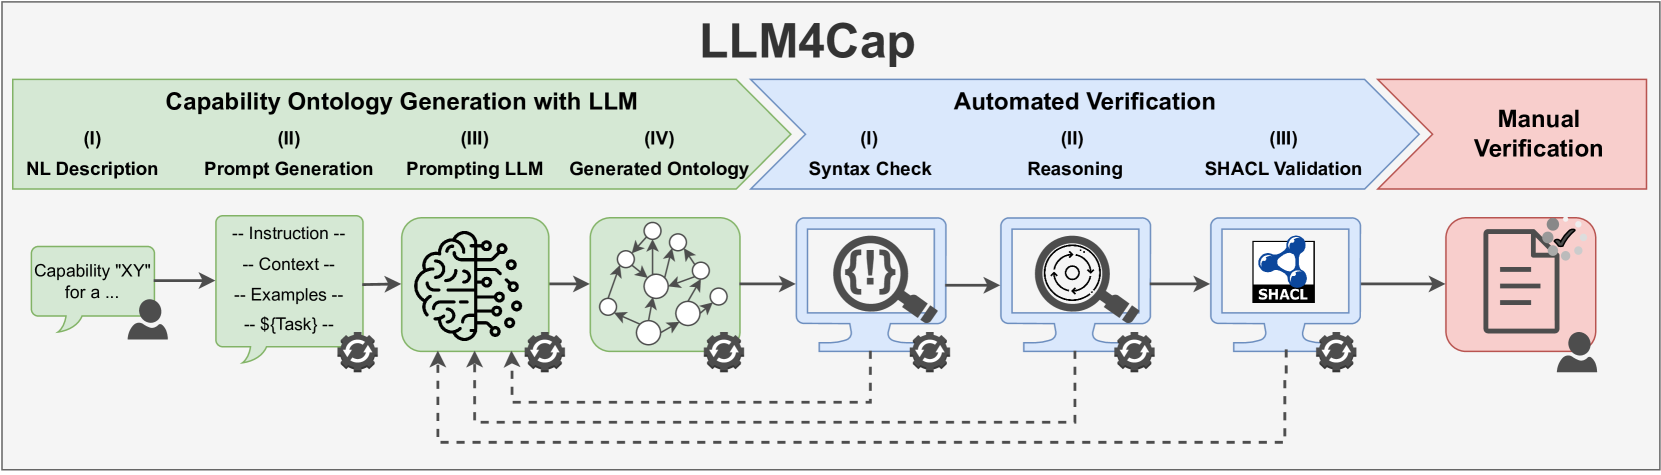 LLM4Cap
Capability Ontology Generation with LLM
(I)
NL Description
(II)
Prompt Generation
(III)
Prompting LLM
(IV)
Generated Ontology
Automated Verification
(I)
Syntax Check
(II)
Reasoning
(III)
SHACL Validation
Manual
Verification
Capability "XY"
for a ...
-- Instruction --
-- Context --
-- Examples --
-- ${Task} --
{!}
SHACL